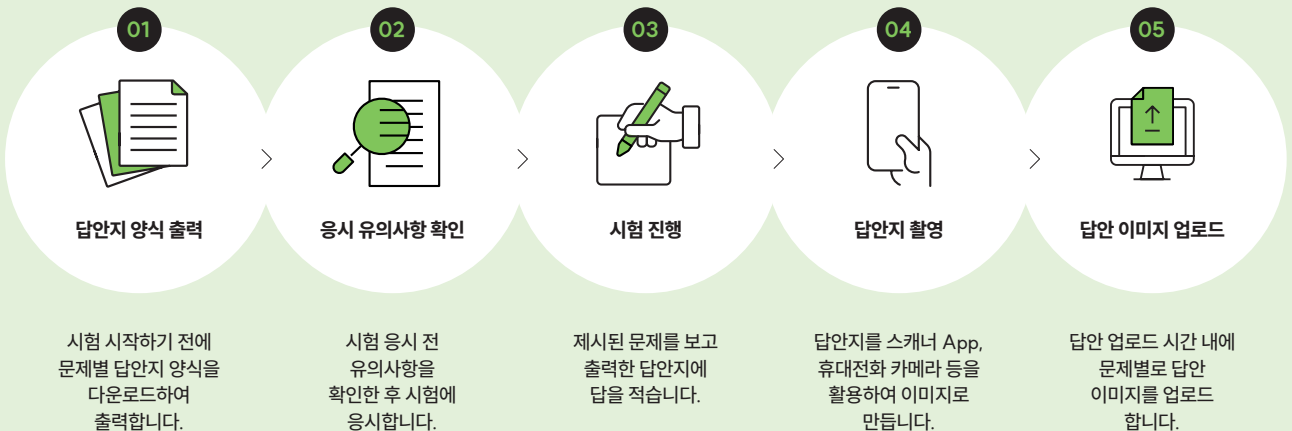 01
답안지 양식 출력
시험 시작하기 전에
문제별 답안지 양식을
다운로드하여
출력합니다.
02
응시 유의사항 확인
시험 응시 전
유의사항을
확인한 후 시험에
응시합니다.
03
시험 진행
제시된 문제를 보고
출력한 답안지에
답을 적습니다.
04
답안지 촬영
답안지를 스캐너 App,
휴대전화 카메라 등을
활용하여 이미지로
만듭니다.
05
답안 이미지 업로드
답안 업로드 시간 내에
문제별로 답안
이미지를 업로드
합니다.